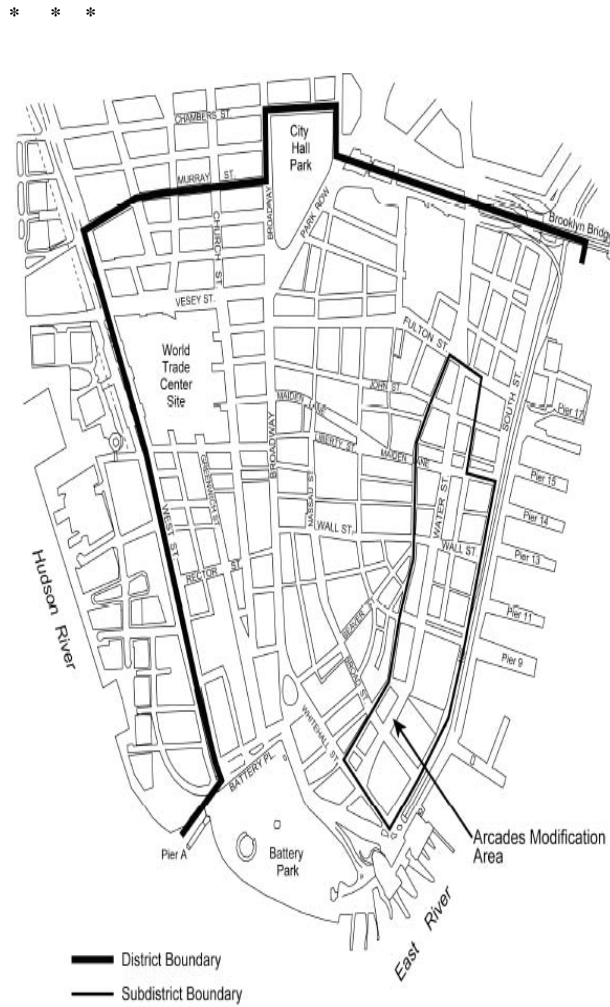 * * *
CHAMBERS ST.
City
Hall
Park
MURRAY ST.
BROADWAY
PARK ROW
CHURCH ST.
Brooklyn Bridge
VESEY ST.
FULTON ST.
World
Trade
Center
Site
JOHN ST.
SOUTH ST.
Pier 17
MAIDEN LANE
BROADWAY
LIBERTY ST.
MAIDEN LANE
GREENWICH ST.
NASSAU ST.
WATER ST.
Pier 15
WEST ST.
Pier 14
WALL ST.
WALL ST.
Pier 13
RECTOR ST.
Hudson River
BEAVER
Pier 11
BROAD ST.
Pier 9
WHITEHALL ST.
BATTERY PL.
Arcades Modification
Area
Pier A
Battery
Park
East River
District Boundary
Subdistrict Boundary